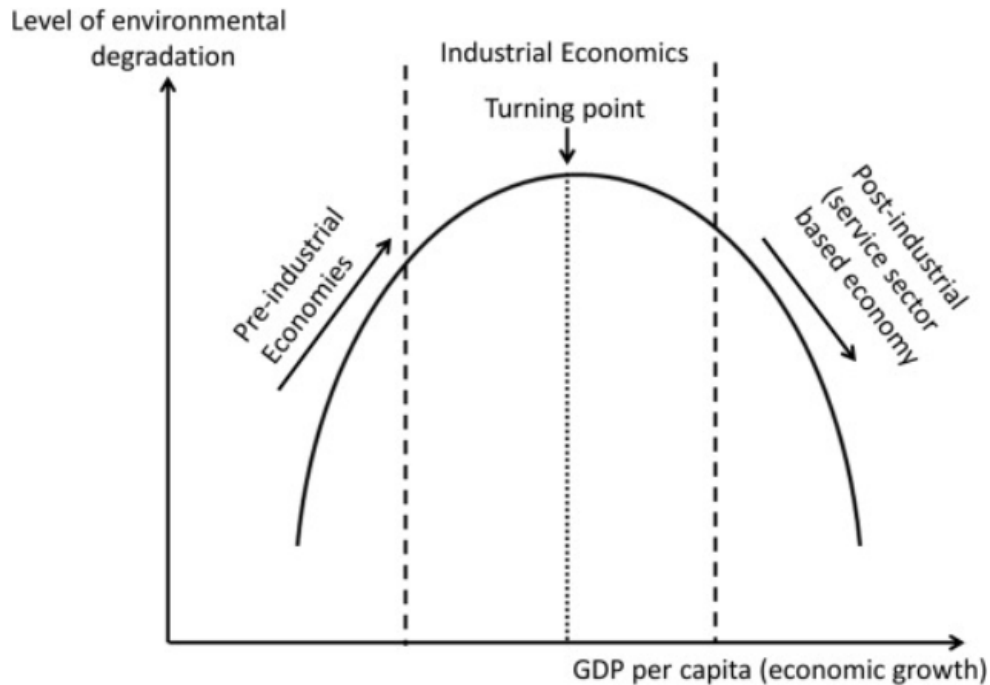 Level of environmental
degradation
Industrial Economics
Turning point
Pre-industrial
Economies
Post-industrial
(service sector
based economy
GDP per capita (economic growth)